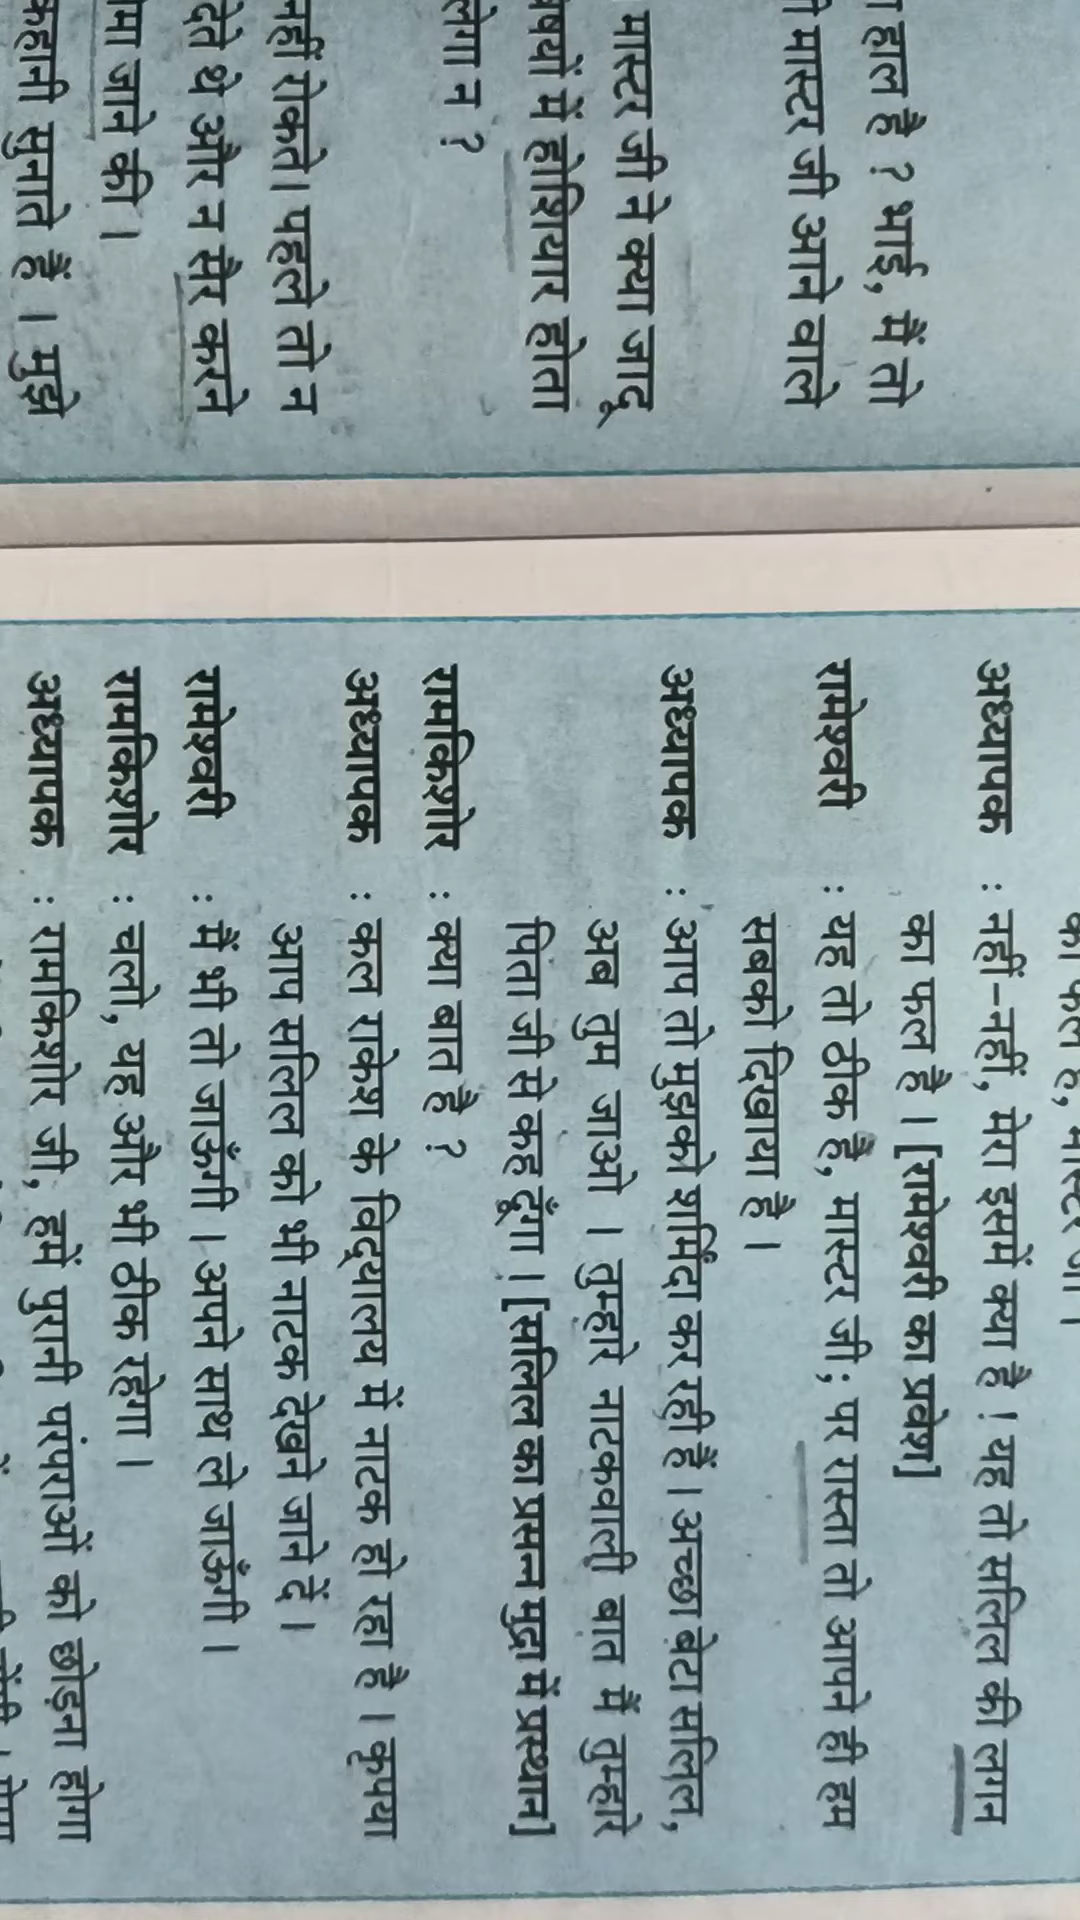 हाल है ? भाई, मैं तो
मास्टर जी आने वाले
मास्टर जी ने क्या जादू
में होशियार होता
न ?
नहीं रोकते। पहले तो न
देते थे और न सैर करने
जाने की ।
कहानी सुनाते हैं । मुझे
अध्यापक : नहीं-नहीं, मेरा इसमें क्या है ! यह तो सलिल की लगन
का फल है । [रामेश्वरी का प्रवेश]
रामेश्वरी : यह तो ठीक है, मास्टर जी ; पर रास्ता तो आपने ही हम
सबको दिखाया है ।
अध्यापक : आप तो मुझको शर्मिंदा कर रही हैं । अच्छा बेटा सलिल,
अब तुम जाओ । तुम्हारे नाटकवाली बात मैं तुम्हारे
पिता जी से कह दूंगा । [सलिल का प्रसन्न मुद्रा में प्रस्थान]
रामकिशोर : क्या बात है ?
अध्यापक : कल राकेश के विद्यालय में नाटक हो रहा है । कृपया
आप सलिल को भी नाटक देखने जाने दें ।
रामेश्वरी : मैं भी तो जाऊंगी । अपने साथ ले जाऊंगी ।
रामकिशोर : चलो, यह और भी ठीक रहेगा ।
अध्यापक : रामकिशोर जी, हमें पुरानी परंपराओं को छोड़ना होगा